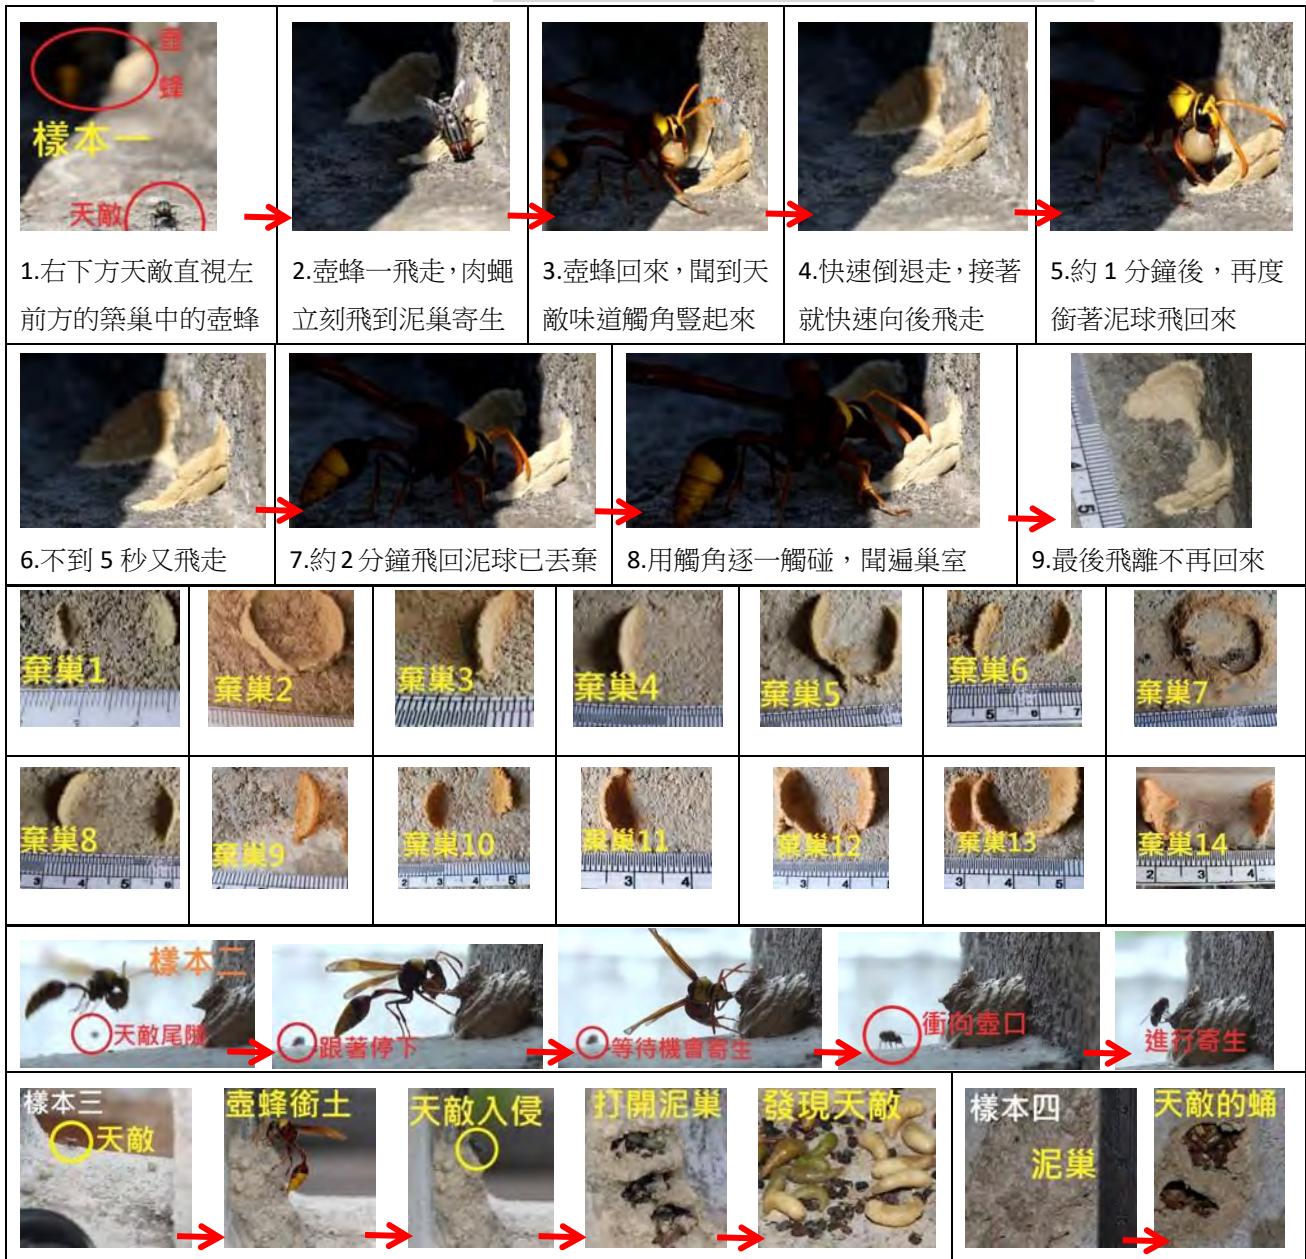 壺
蜂
樣本一
天敵
1.右下方天敵直視左
前方的築巢中的壺蜂
2.壺蜂一飛走,肉蠅
立刻飛到泥巢寄生
3.壺蜂回來,聞到天
敵味道觸角豎起來
4.快速倒退走,接著
就快速向後飛走
5.約 1 分鐘後,再度
銜著泥球飛回來
6.不到 5 秒又飛走
7.約 2 分鐘飛回泥球已丟棄
8.用觸角逐一觸碰,聞遍巢室
9.最後飛離不再回來
棄巢1
棄巢2
棄巢3
棄巢4
棄巢5
棄巢6
棄巢7
棄巢8
棄巢9
棄巢10
棄巢11
棄巢12
棄巢13
棄巢14
樣本二
天敵尾隨
跟著停下
等待機會寄生
衝向壺口
進行寄生
樣本三
天敵
壺蜂銜土
天敵入侵
打開泥巢
發現天敵
樣本四
泥巢
天敵的蛹